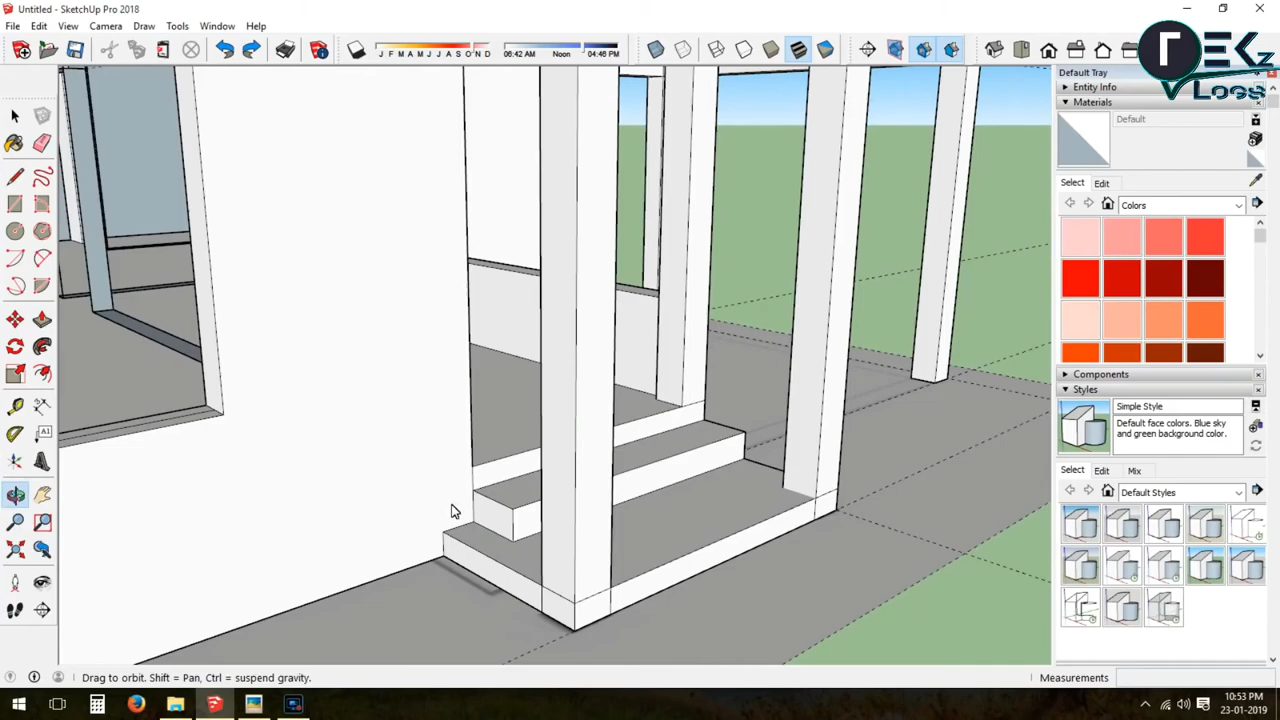 Untitled - SketchUp Pro 2018
File Edit View Camera Draw Tools Window Help
J F M A M J J A S O N D
06:42 AM Noon 04:46 PM
TEKz
VLogs
Default Tray
Entity Info
Materials
Default
Select Edit
Colors
Components
Styles
Simple Style
Default face colors. Blue sky and green background color.
Select Edit Mix
Default Styles
A1
Drag to orbit. Shift = Pan, Ctrl = suspend gravity.
Measurements
10:53 PM
23-01-2019